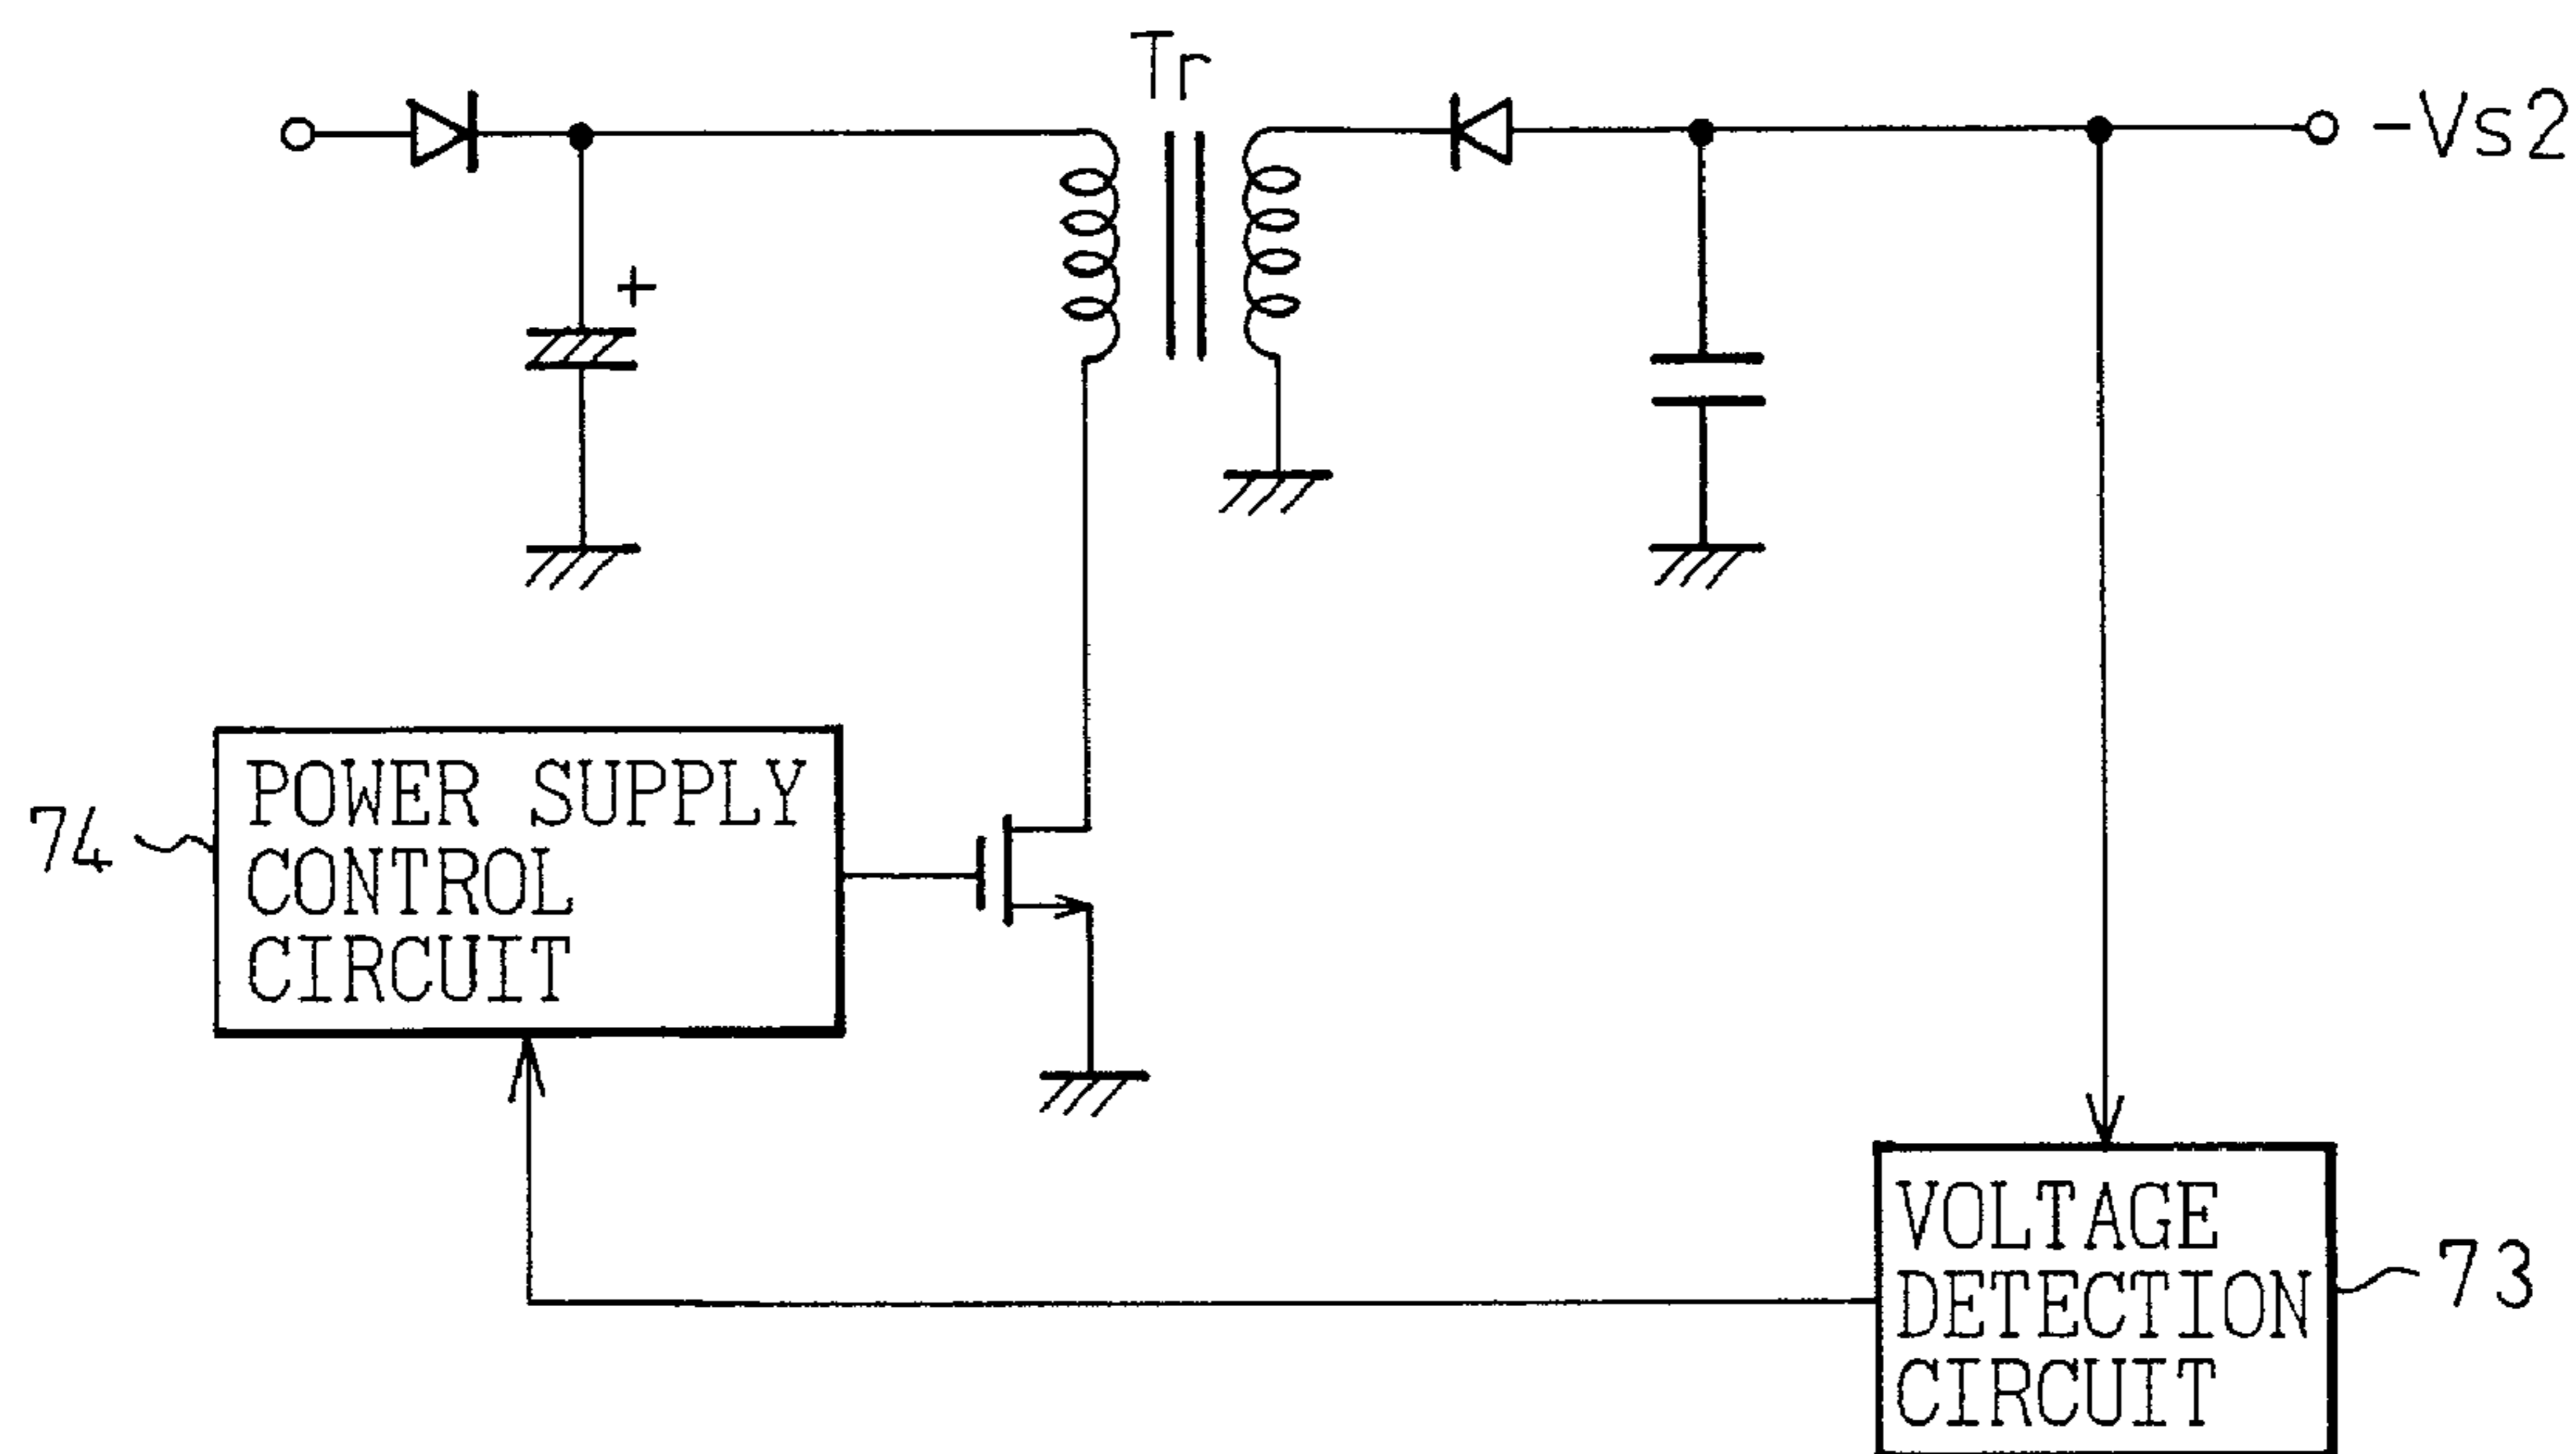 Tr
-Vs2
+
74
POWER SUPPLY
CONTROL
CIRCUIT
VOLTAGE
DETECTION
CIRCUIT
73